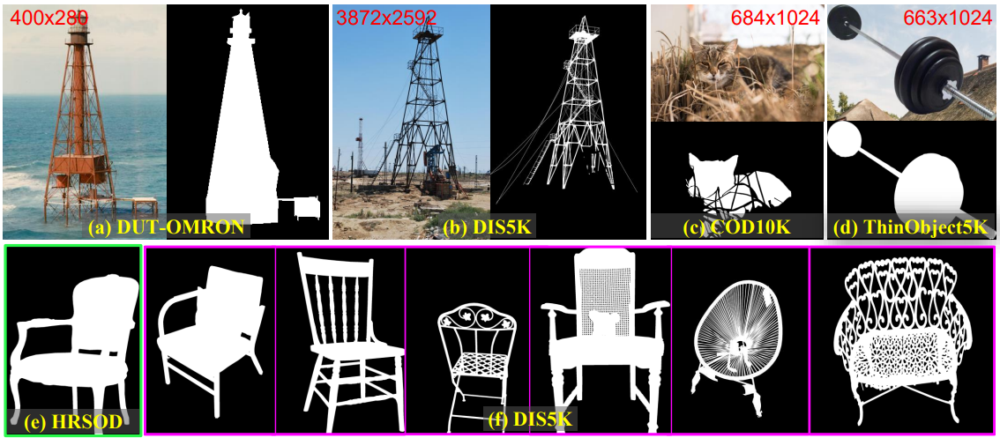 400x280
3872x2592
684x1024
663x1024
(a) DUT-OMRON
(b) DIS5K
(c) COD10K
(d) ThinObject5K
(e) HRSOD
(f) DIS5K